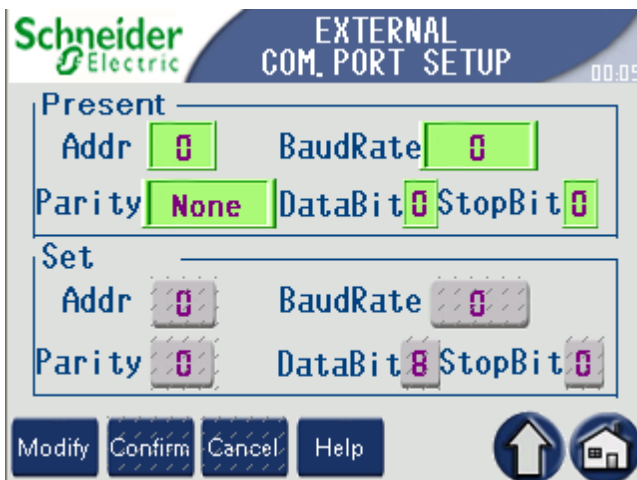 Schneider
Electric
EXTERNAL
COM. PORT SETUP
00:05
Present
Addr 0 BaudRate 0
Parity None DataBit 0 StopBit 0
Set
Addr 0 BaudRate 0
Parity 0 DataBit 8 StopBit 0
Modify Confirm Cancel Help